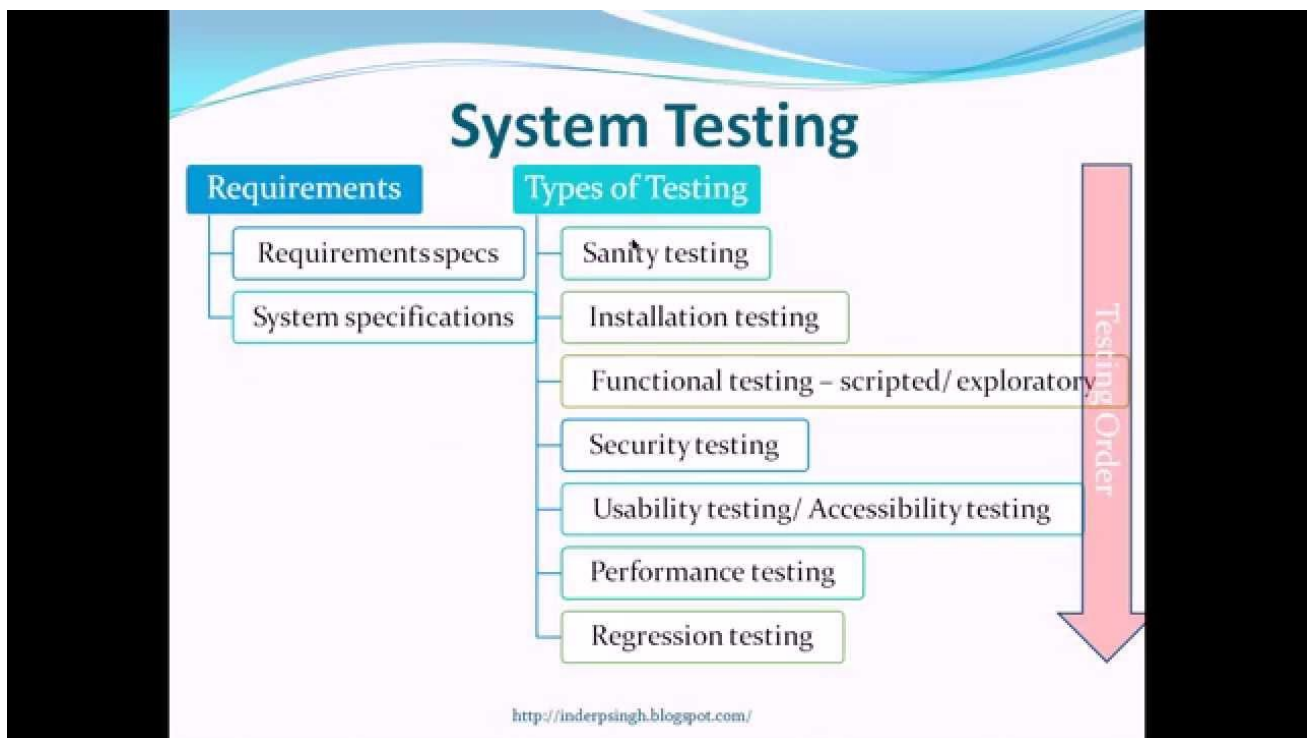 System Testing
Requirements
Requirements specs
System specifications
Types of Testing
Sanity testing
Installation testing
Functional testing – scripted/ exploratory
Security testing
Usability testing/ Accessibility testing
Performance testing
Regression testing
Testing Order
http://inderpsingh.blogspot.com/